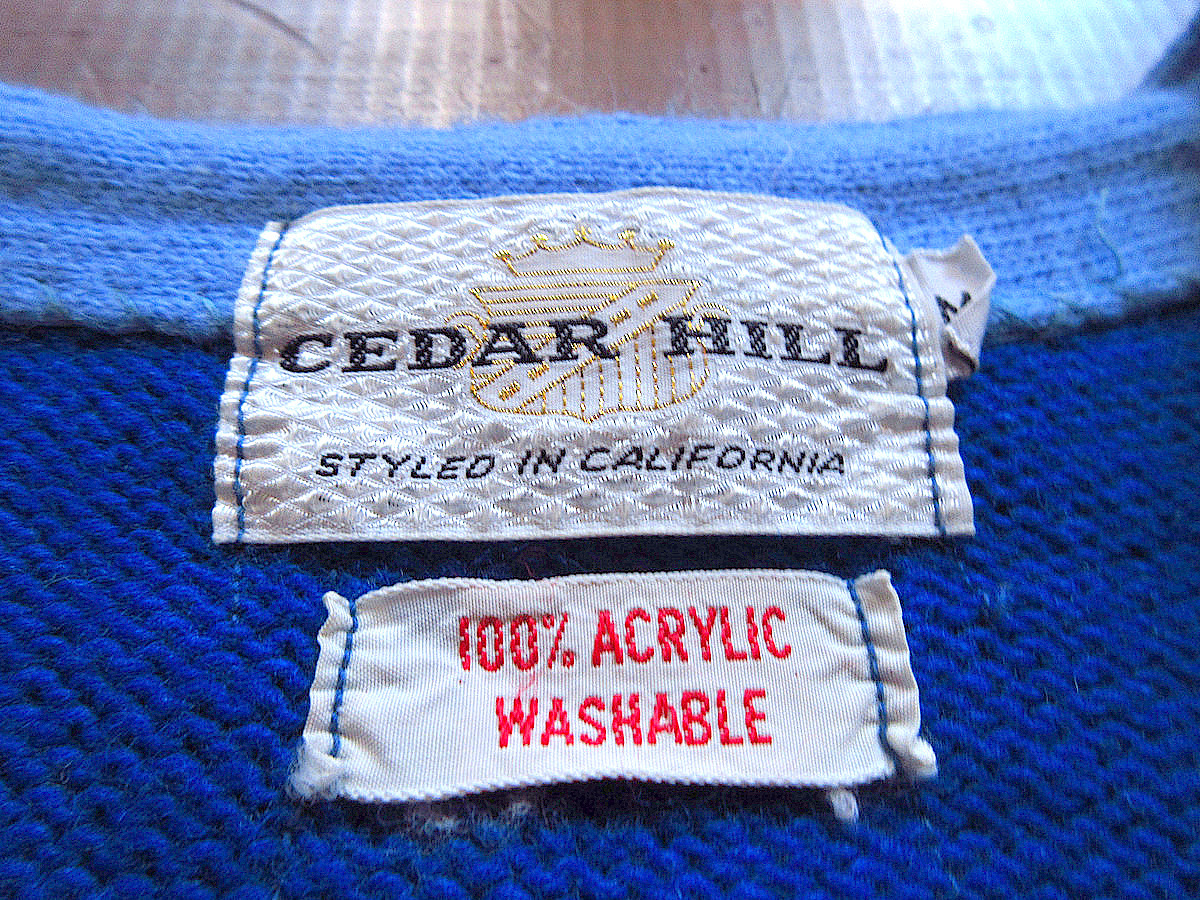 CEDAR HILL
STYLED IN CALIFORNIA
100% ACRYLIC
WASHABLE